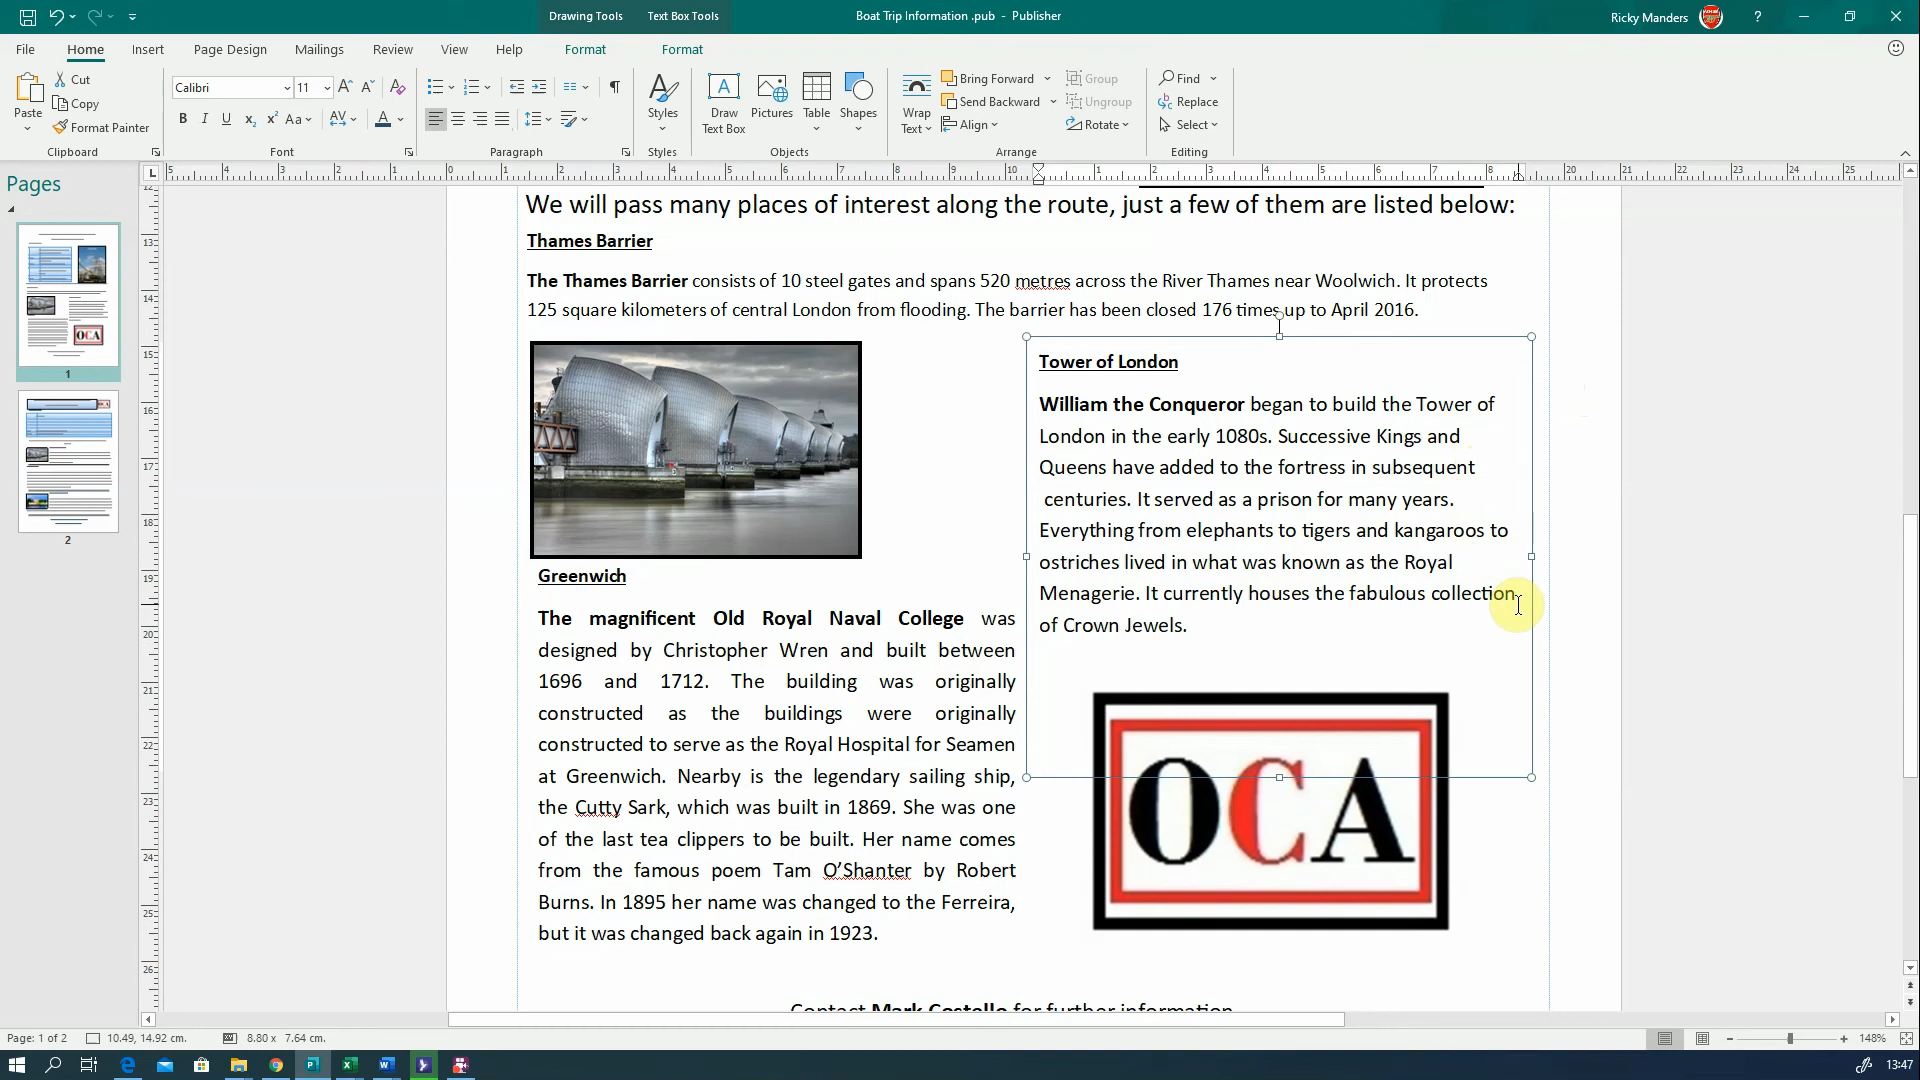 Drawing Tools Text Box Tools Boat Trip Information .pub - Publisher Ricky Manders ?
File Home Insert Page Design Mailings Review View Help Format Format
Paste Cut Copy Format Painter Clipboard
Calibri 11 Font
Paragraph
Styles Styles
Draw Text Box Pictures Table Shapes Objects
Wrap Text Bring Forward Send Backward Align Group Ungroup Rotate Arrange
Find Replace Select Editing
Pages
1
2
We will pass many places of interest along the route, just a few of them are listed below:
Thames Barrier
The Thames Barrier consists of 10 steel gates and spans 520 metres across the River Thames near Woolwich. It protects
125 square kilometers of central London from flooding. The barrier has been closed 176 times up to April 2016.
Greenwich
The magnificent Old Royal Naval College was
designed by Christopher Wren and built between
1696 and 1712. The building was originally
constructed as the buildings were originally
constructed to serve as the Royal Hospital for Seamen
at Greenwich. Nearby is the legendary sailing ship,
the Cutty Sark, which was built in 1869. She was one
of the last tea clippers to be built. Her name comes
from the famous poem Tam O’Shanter by Robert
Burns. In 1895 her name was changed to the Ferreira,
but it was changed back again in 1923.
Tower of London
William the Conqueror began to build the Tower of
London in the early 1080s. Successive Kings and
Queens have added to the fortress in subsequent
centuries. It served as a prison for many years.
Everything from elephants to tigers and kangaroos to
ostriches lived in what was known as the Royal
Menagerie. It currently houses the fabulous collection
of Crown Jewels.
OCA
Contact Mark Costello for further information
Page: 1 of 2 10.49, 14.92 cm. 8.80 x 7.64 cm. 148%
13:47